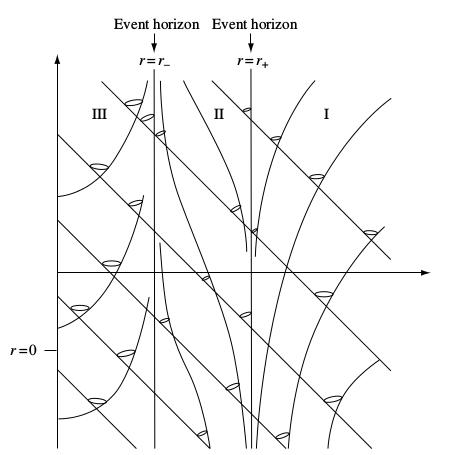 Event horizon Event horizon
r = r₋ r = r₊
III II I
r = 0